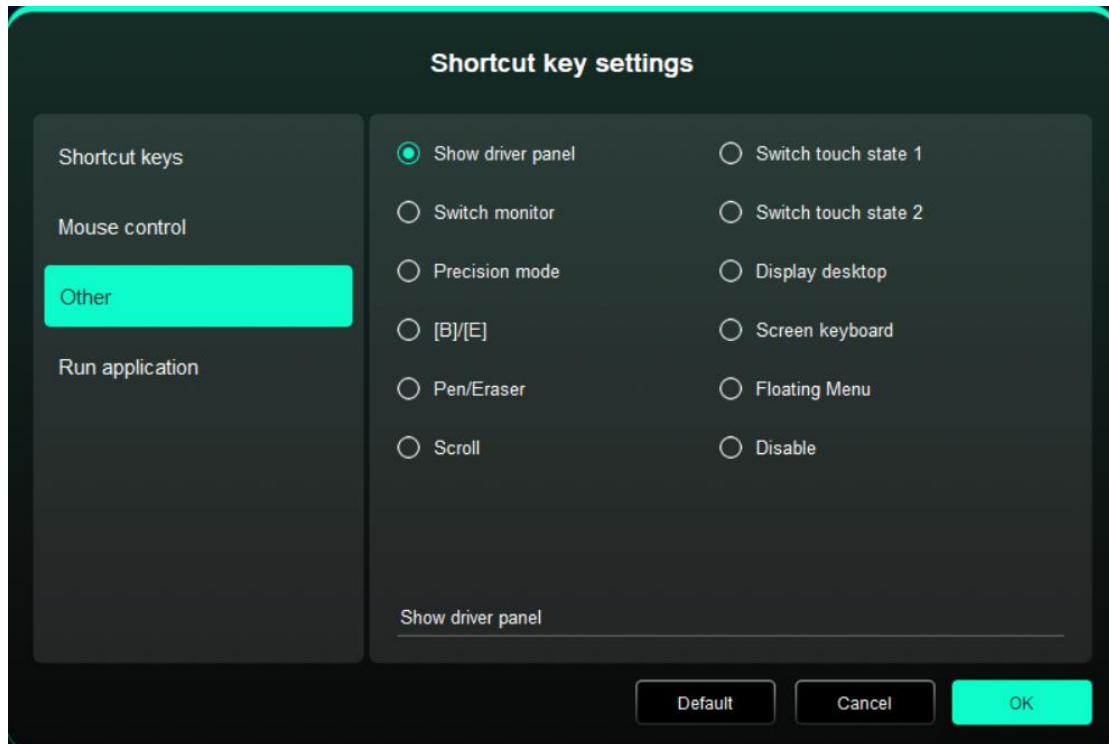 Shortcut key settings
Shortcut keys
Mouse control
Other
Run application
Show driver panel
Switch touch state 1
Switch monitor
Switch touch state 2
Precision mode
Display desktop
[B]/[E]
Screen keyboard
Pen/Eraser
Floating Menu
Scroll
Disable
Show driver panel
Default
Cancel
OK